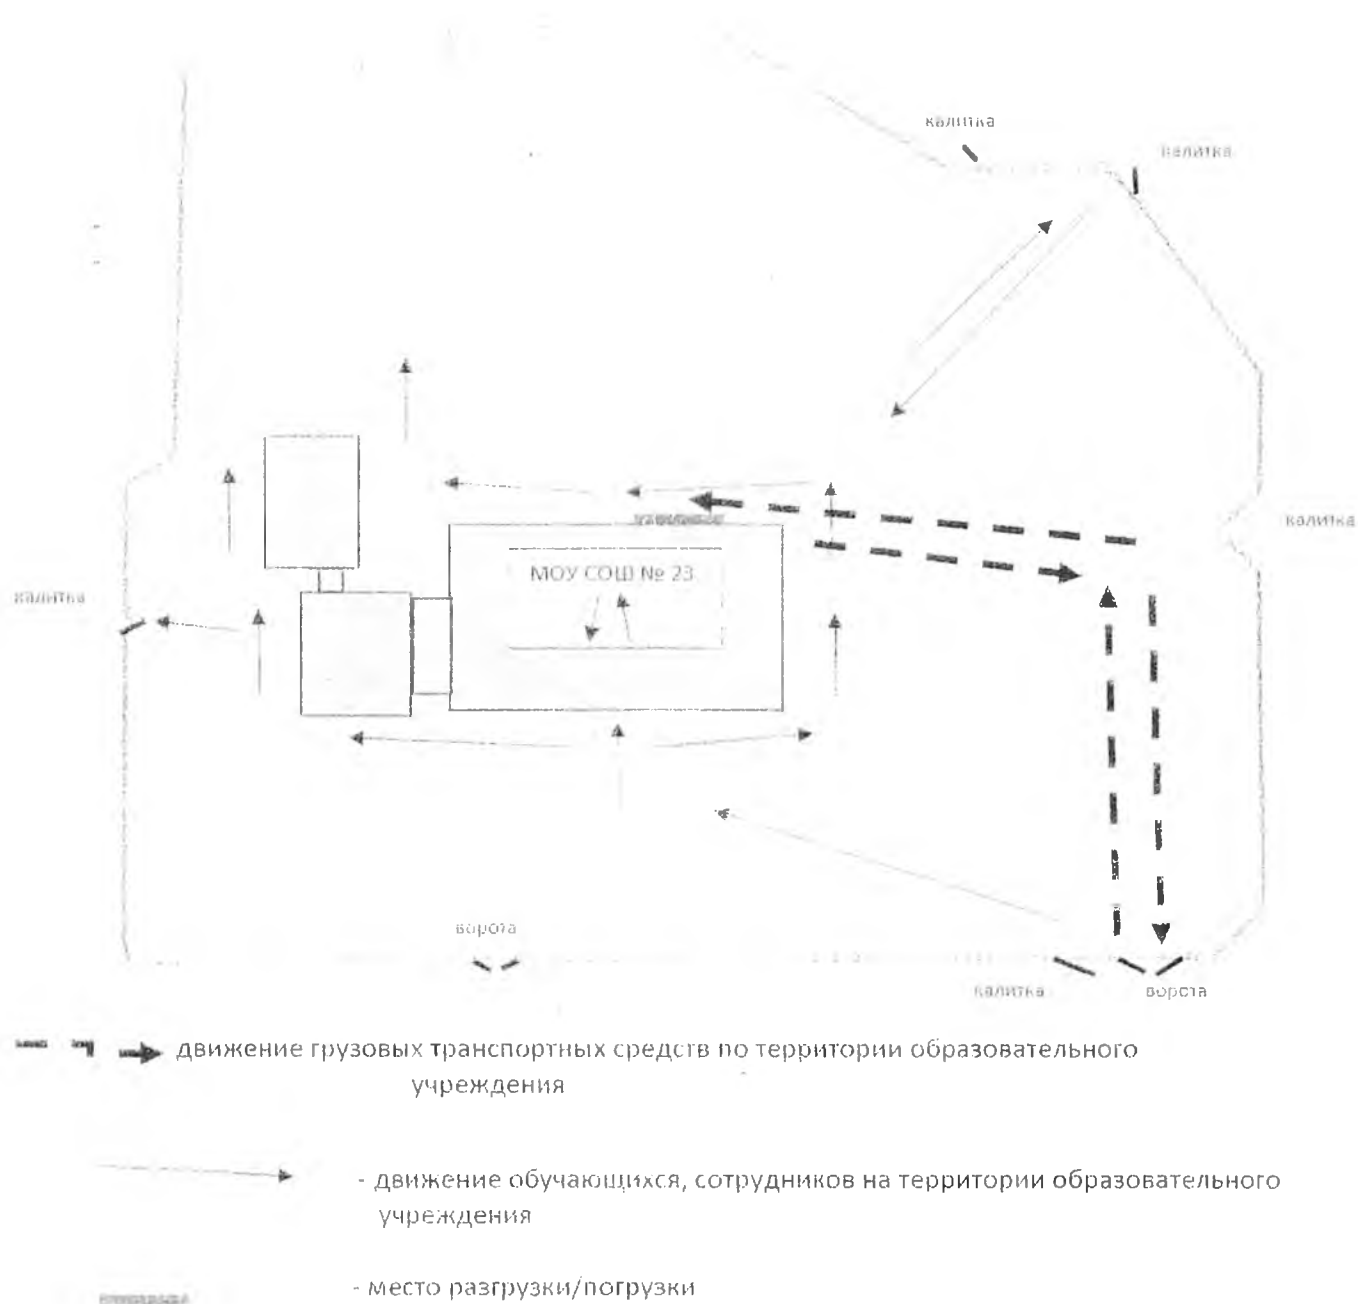 калитка
калитка
калитка
МОУ СОШ № 23
калитка
ворота
калитка
ворота
движение грузовых транспортных средств по территории образовательного
учреждения
- движение обучающихся, сотрудников на территории образовательного
учреждения
- место разгрузки/погрузки